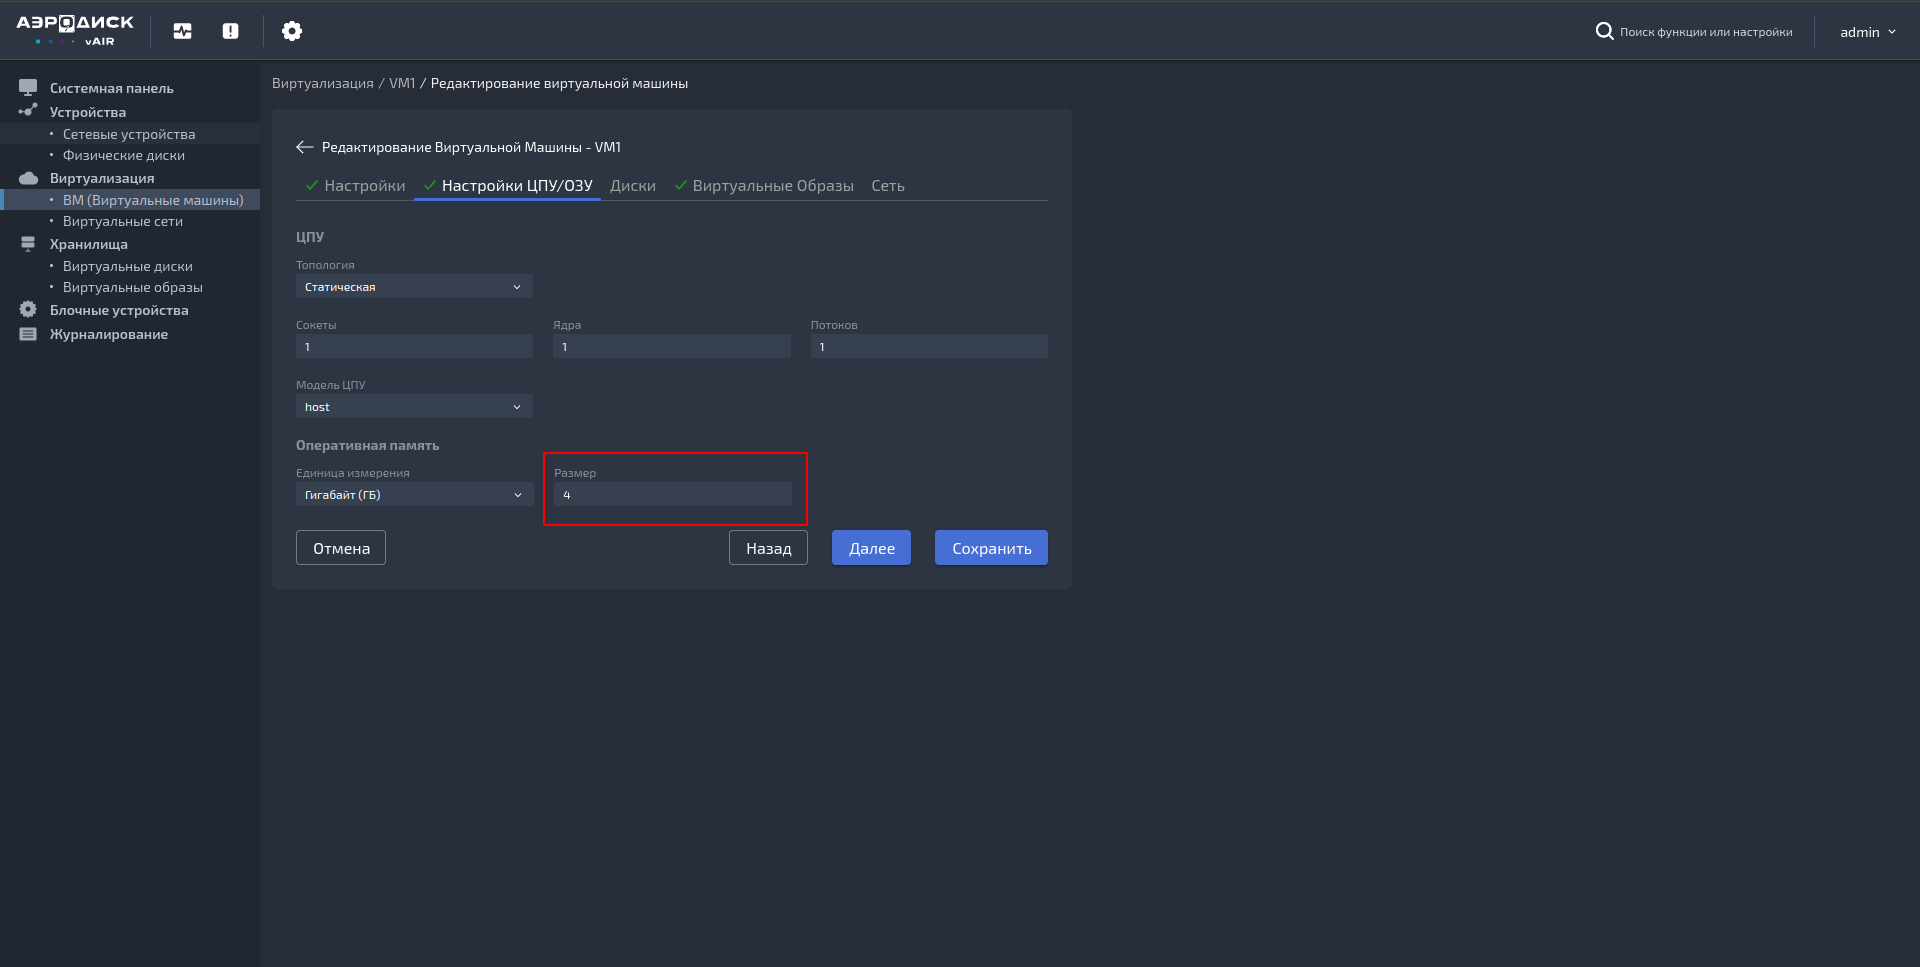 АЭРОДИСК
vAIR
Поиск функции или настройки
admin
Системная панель
Устройства
• Сетевые устройства
• Физические диски
Виртуализация
• ВМ (Виртуальные машины)
• Виртуальные сети
Хранилища
• Виртуальные диски
• Виртуальные образы
Блочные устройства
Журналирование
Виртуализация / VM1 / Редактирование виртуальной машины
Редактирование Виртуальной Машины - VM1
Настройки Настройки ЦПУ/ОЗУ Диски Виртуальные Образы Сеть
ЦПУ
Топология
Статическая
Сокеты Ядра Потоков
1 1 1
Модель ЦПУ
host
Оперативная память
Единица измерения Размер
Гигабайт (ГБ) 4
Отмена Назад Далее Сохранить